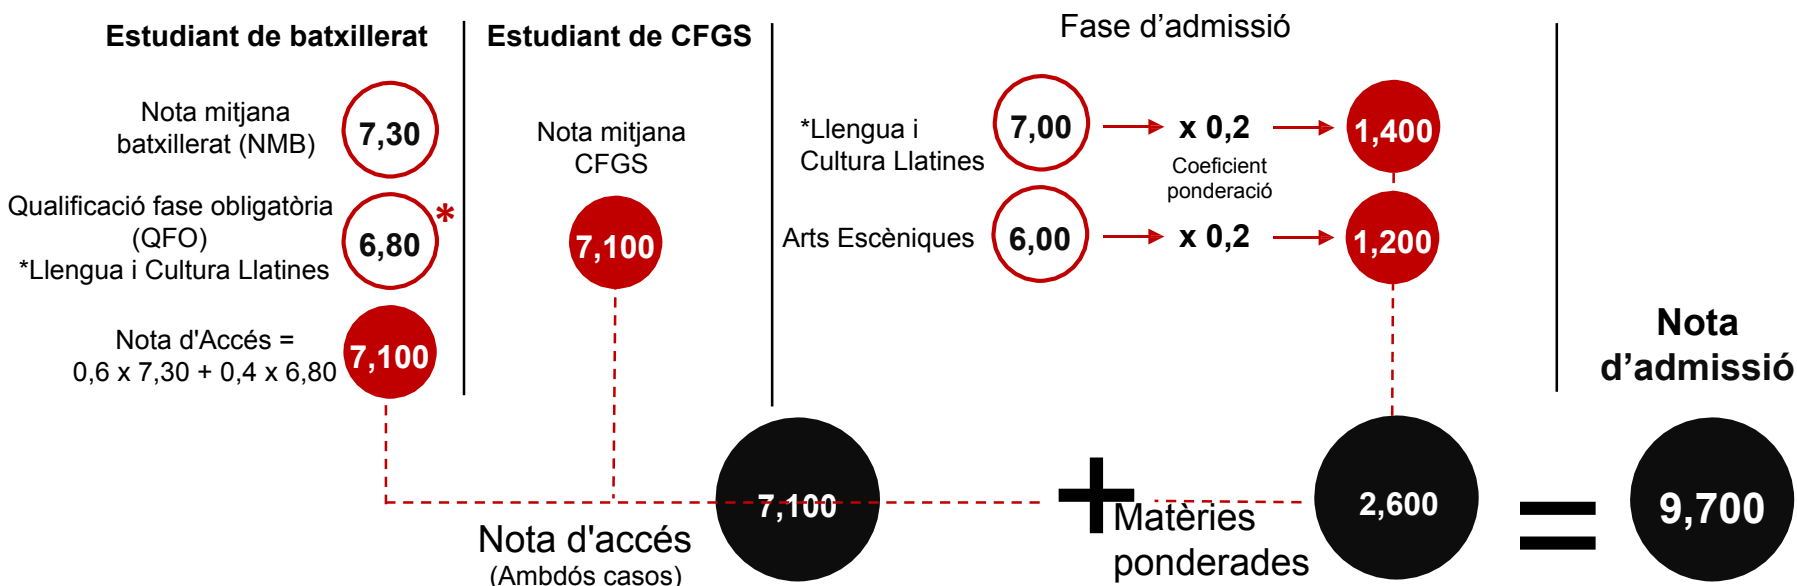 Estudiant de batxillerat
Nota mitjana
batxillerat (NMB)
7,30
Qualificació fase obligatòria
(QFO)
*Llengua i Cultura Llatines
6,80
*
Nota d'Accés =
0,6 x 7,30 + 0,4 x 6,80
7,100
Estudiant de CFGS
Nota mitjana
CFGS
7,100
Fase d’admissió
*Llengua i
Cultura Llatines
7,00
x 0,2
1,400
Coeficient
ponderació
Arts Escèniques
6,00
x 0,2
1,200
Nota d'accés
(Ambdós casos)
7,100
+
Matèries
ponderades
2,600
=
Nota
d’admissió
9,700